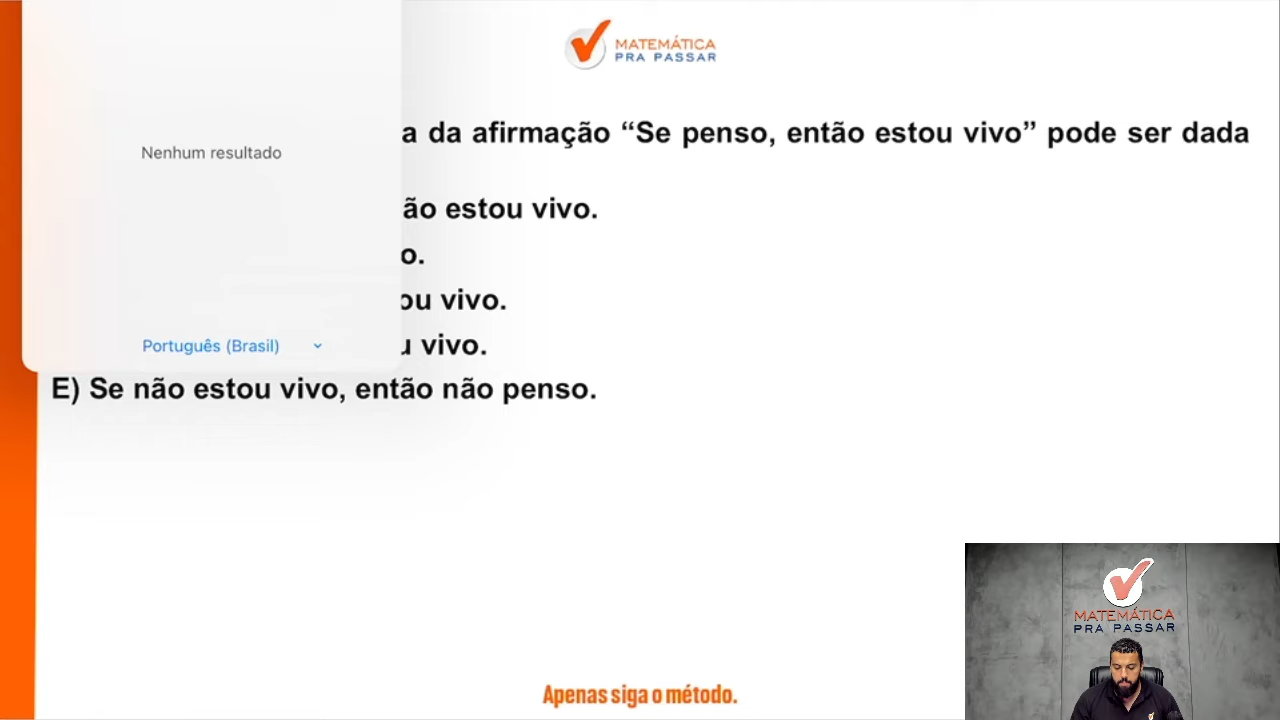 MATEMÁTICA
PRA PASSAR
a da afirmação “Se penso, então estou vivo” pode ser dada
Nenhum resultado
ão estou vivo.
o.
ou vivo.
Português (Brasil)
u vivo.
E) Se não estou vivo, então não penso.
MATEMÁTICA
PRA PASSAR
Apenas siga o método.